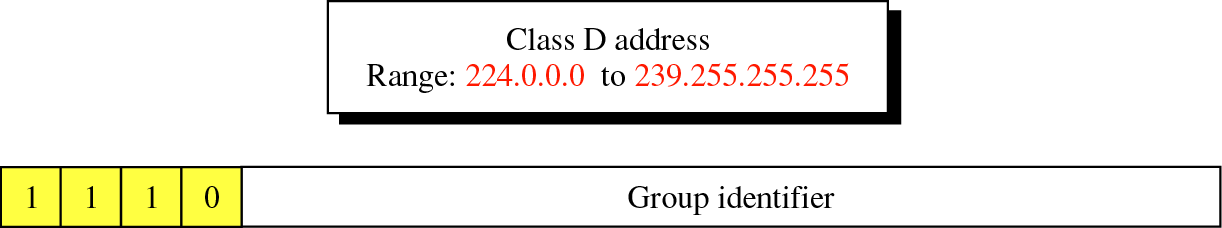 Class D address
Range: 224.0.0.0 to 239.255.255.255
1 1 1 0 Group identifier